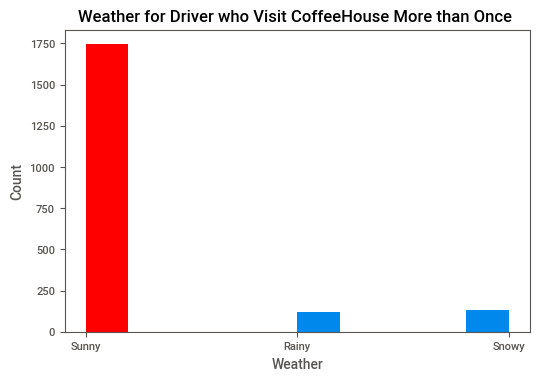 Weather for Driver who Visit CoffeeHouse More than Once
Count
1750
1500
1250
1000
750
500
250
0
Sunny Rainy Snowy
Weather